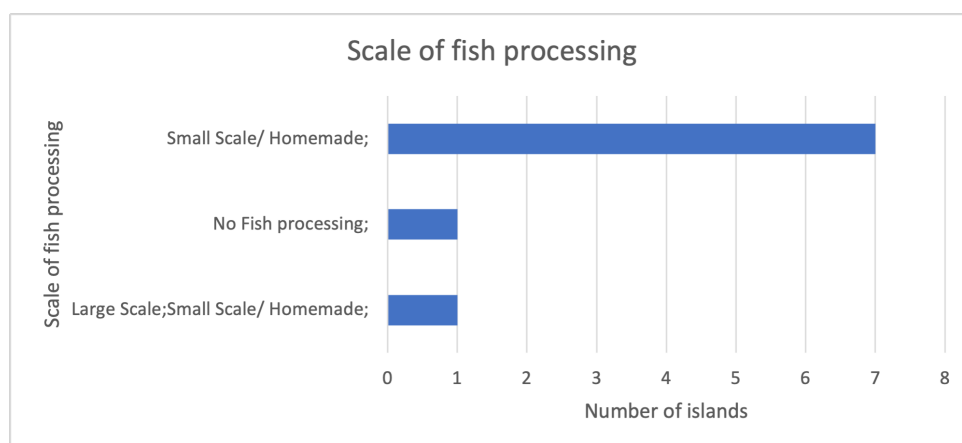 Scale of fish processing
Scale of fish processing
Small Scale/ Homemade;
No Fish processing;
Large Scale;Small Scale/ Homemade;
0 1 2 3 4 5 6 7 8
Number of islands